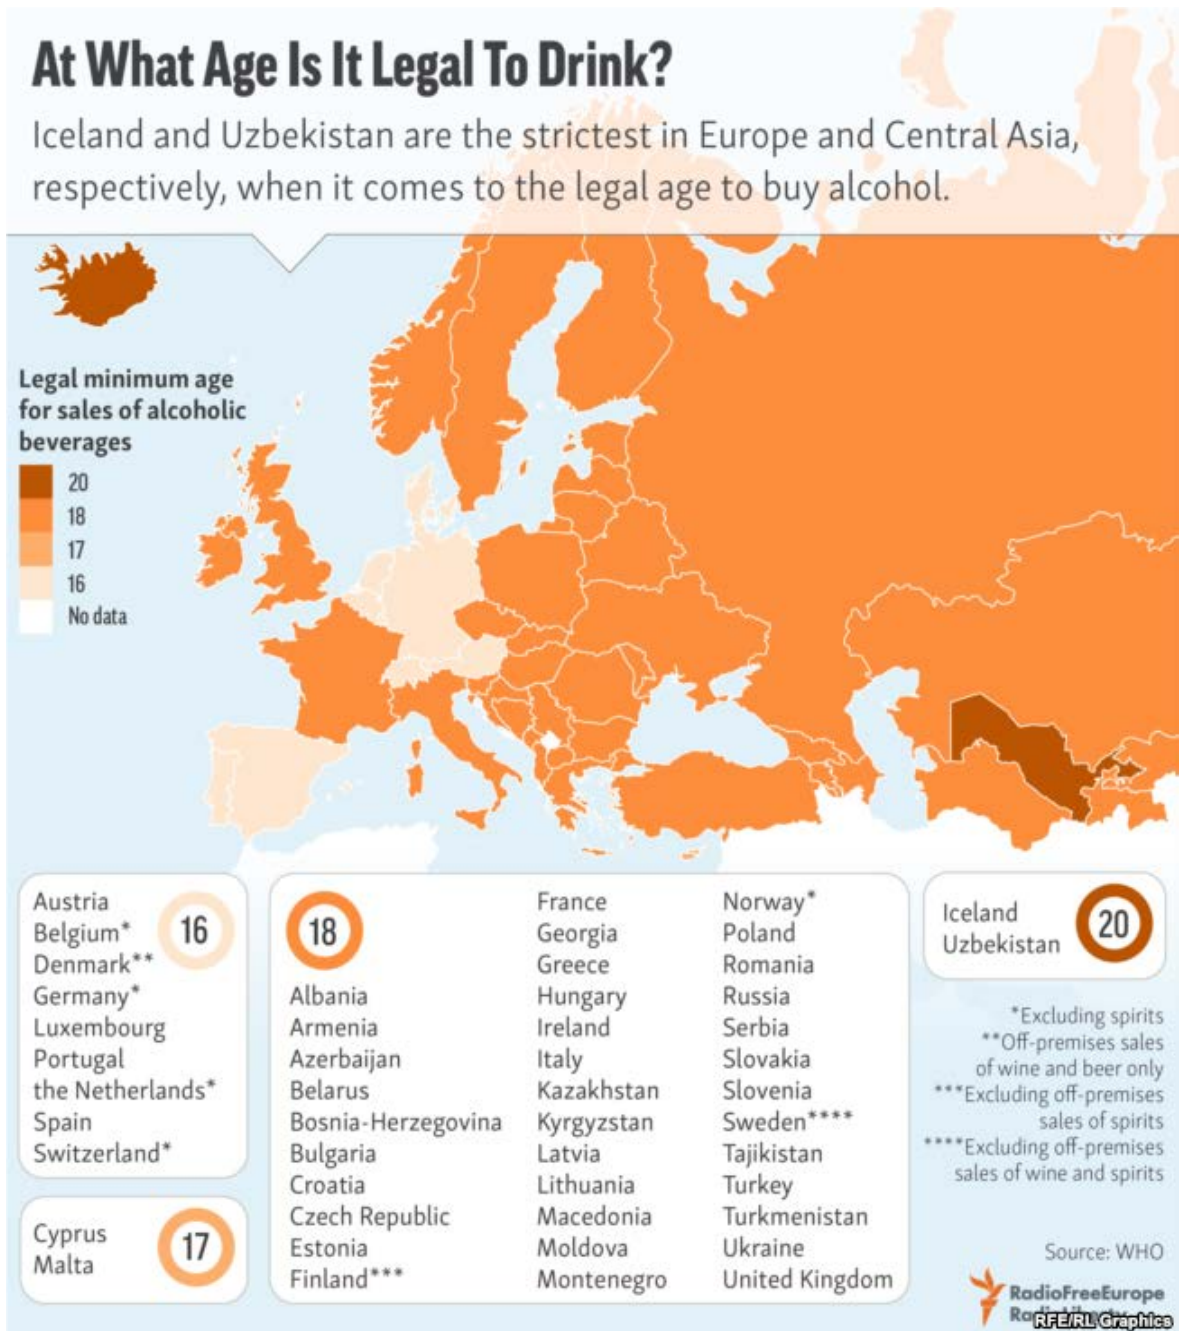 At What Age Is It Legal To Drink?
Iceland and Uzbekistan are the strictest in Europe and Central Asia,
respectively, when it comes to the legal age to buy alcohol.
Legal minimum age
for sales of alcoholic
beverages
20
18
17
16
No data
16
Austria
Belgium*
Denmark**
Germany*
Luxembourg
Portugal
the Netherlands*
Spain
Switzerland*
17
Cyprus
Malta
18
Albania
Armenia
Azerbaijan
Belarus
Bosnia-Herzegovina
Bulgaria
Croatia
Czech Republic
Estonia
Finland***
France
Georgia
Greece
Hungary
Ireland
Italy
Kazakhstan
Kyrgyzstan
Latvia
Lithuania
Macedonia
Moldova
Montenegro
Norway*
Poland
Romania
Russia
Serbia
Slovakia
Slovenia
Sweden****
Tajikistan
Turkey
Turkmenistan
Ukraine
United Kingdom
20
Iceland
Uzbekistan
*Excluding spirits
**Off-premises sales
of wine and beer only
***Excluding off-premises
sales of spirits
****Excluding off-premises
sales of wine and spirits
Source: WHO
RadioFreeEurope
RFE/RL Graphics